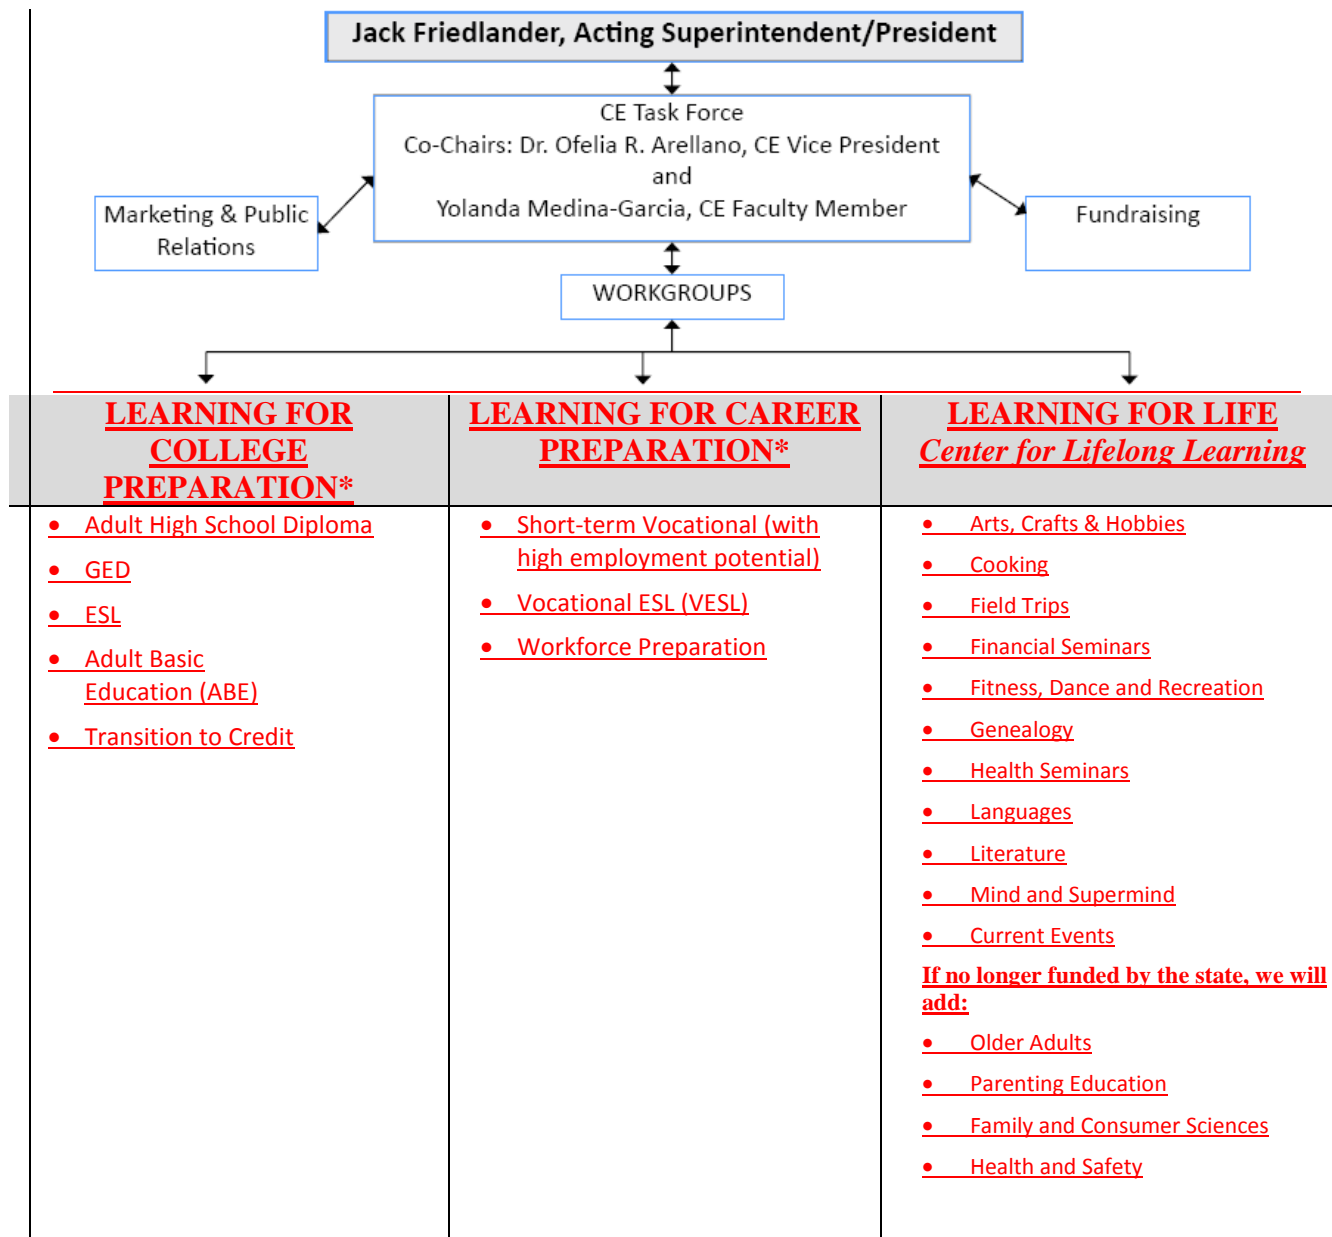 Jack Friedlander, Acting Superintendent/President
CE Task Force
Co-Chairs: Dr. Ofelia R. Arellano, CE Vice President
and
Yolanda Medina-Garcia, CE Faculty Member
Marketing & Public
Relations
Fundraising
WORKGROUPS
LEARNING FOR
COLLEGE
PREPARATION*
• Adult High School Diploma
• GED
• ESL
• Adult Basic
Education (ABE)
• Transition to Credit
LEARNING FOR CAREER
PREPARATION*
• Short-term Vocational (with
high employment potential)
• Vocational ESL (VESL)
• Workforce Preparation
LEARNING FOR LIFE
Center for Lifelong Learning
• Arts, Crafts & Hobbies
• Cooking
• Field Trips
• Financial Seminars
• Fitness, Dance and Recreation
• Genealogy
• Health Seminars
• Languages
• Literature
• Mind and Supermind
• Current Events
If no longer funded by the state, we will
add:
• Older Adults
• Parenting Education
• Family and Consumer Sciences
• Health and Safety